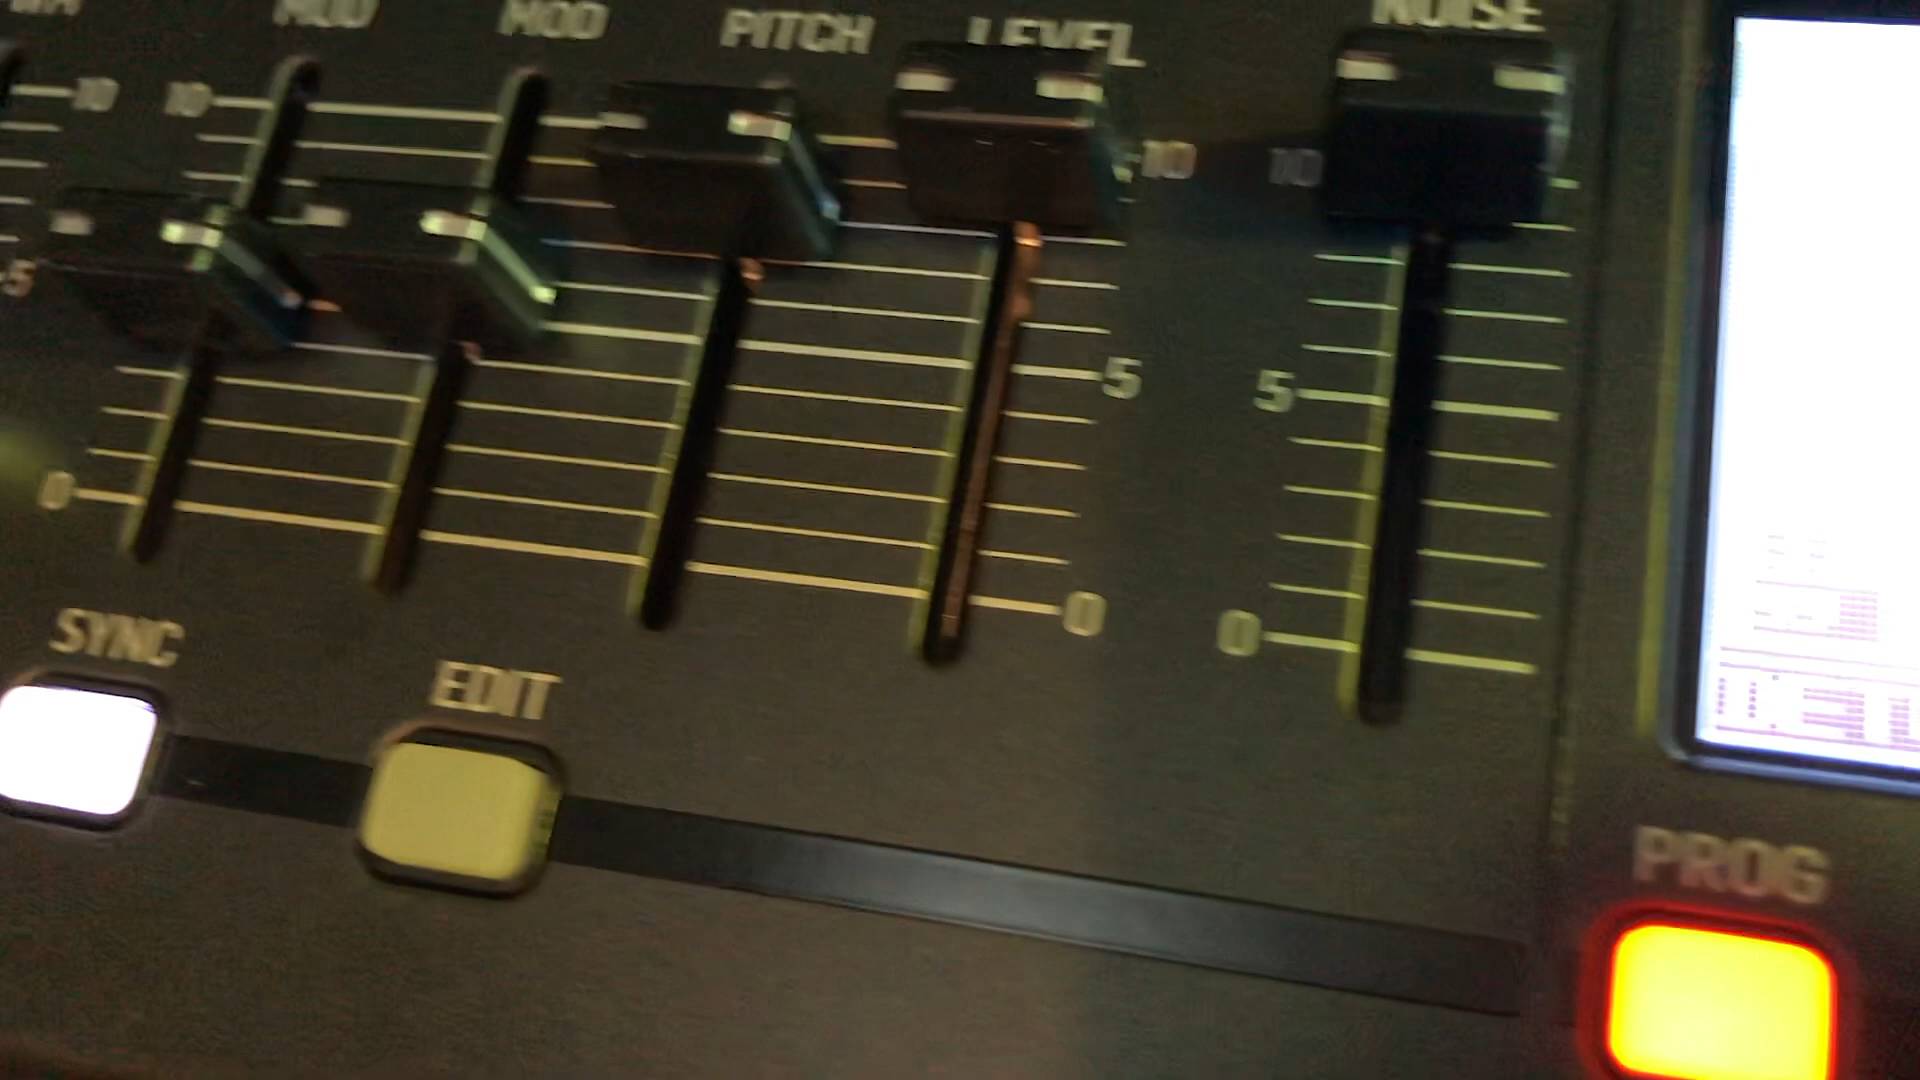 MOD MOD PITCH LEVEL NOISE
10 10 10 10
5 5 5
0 0 0
SYNC
EDIT
PROG